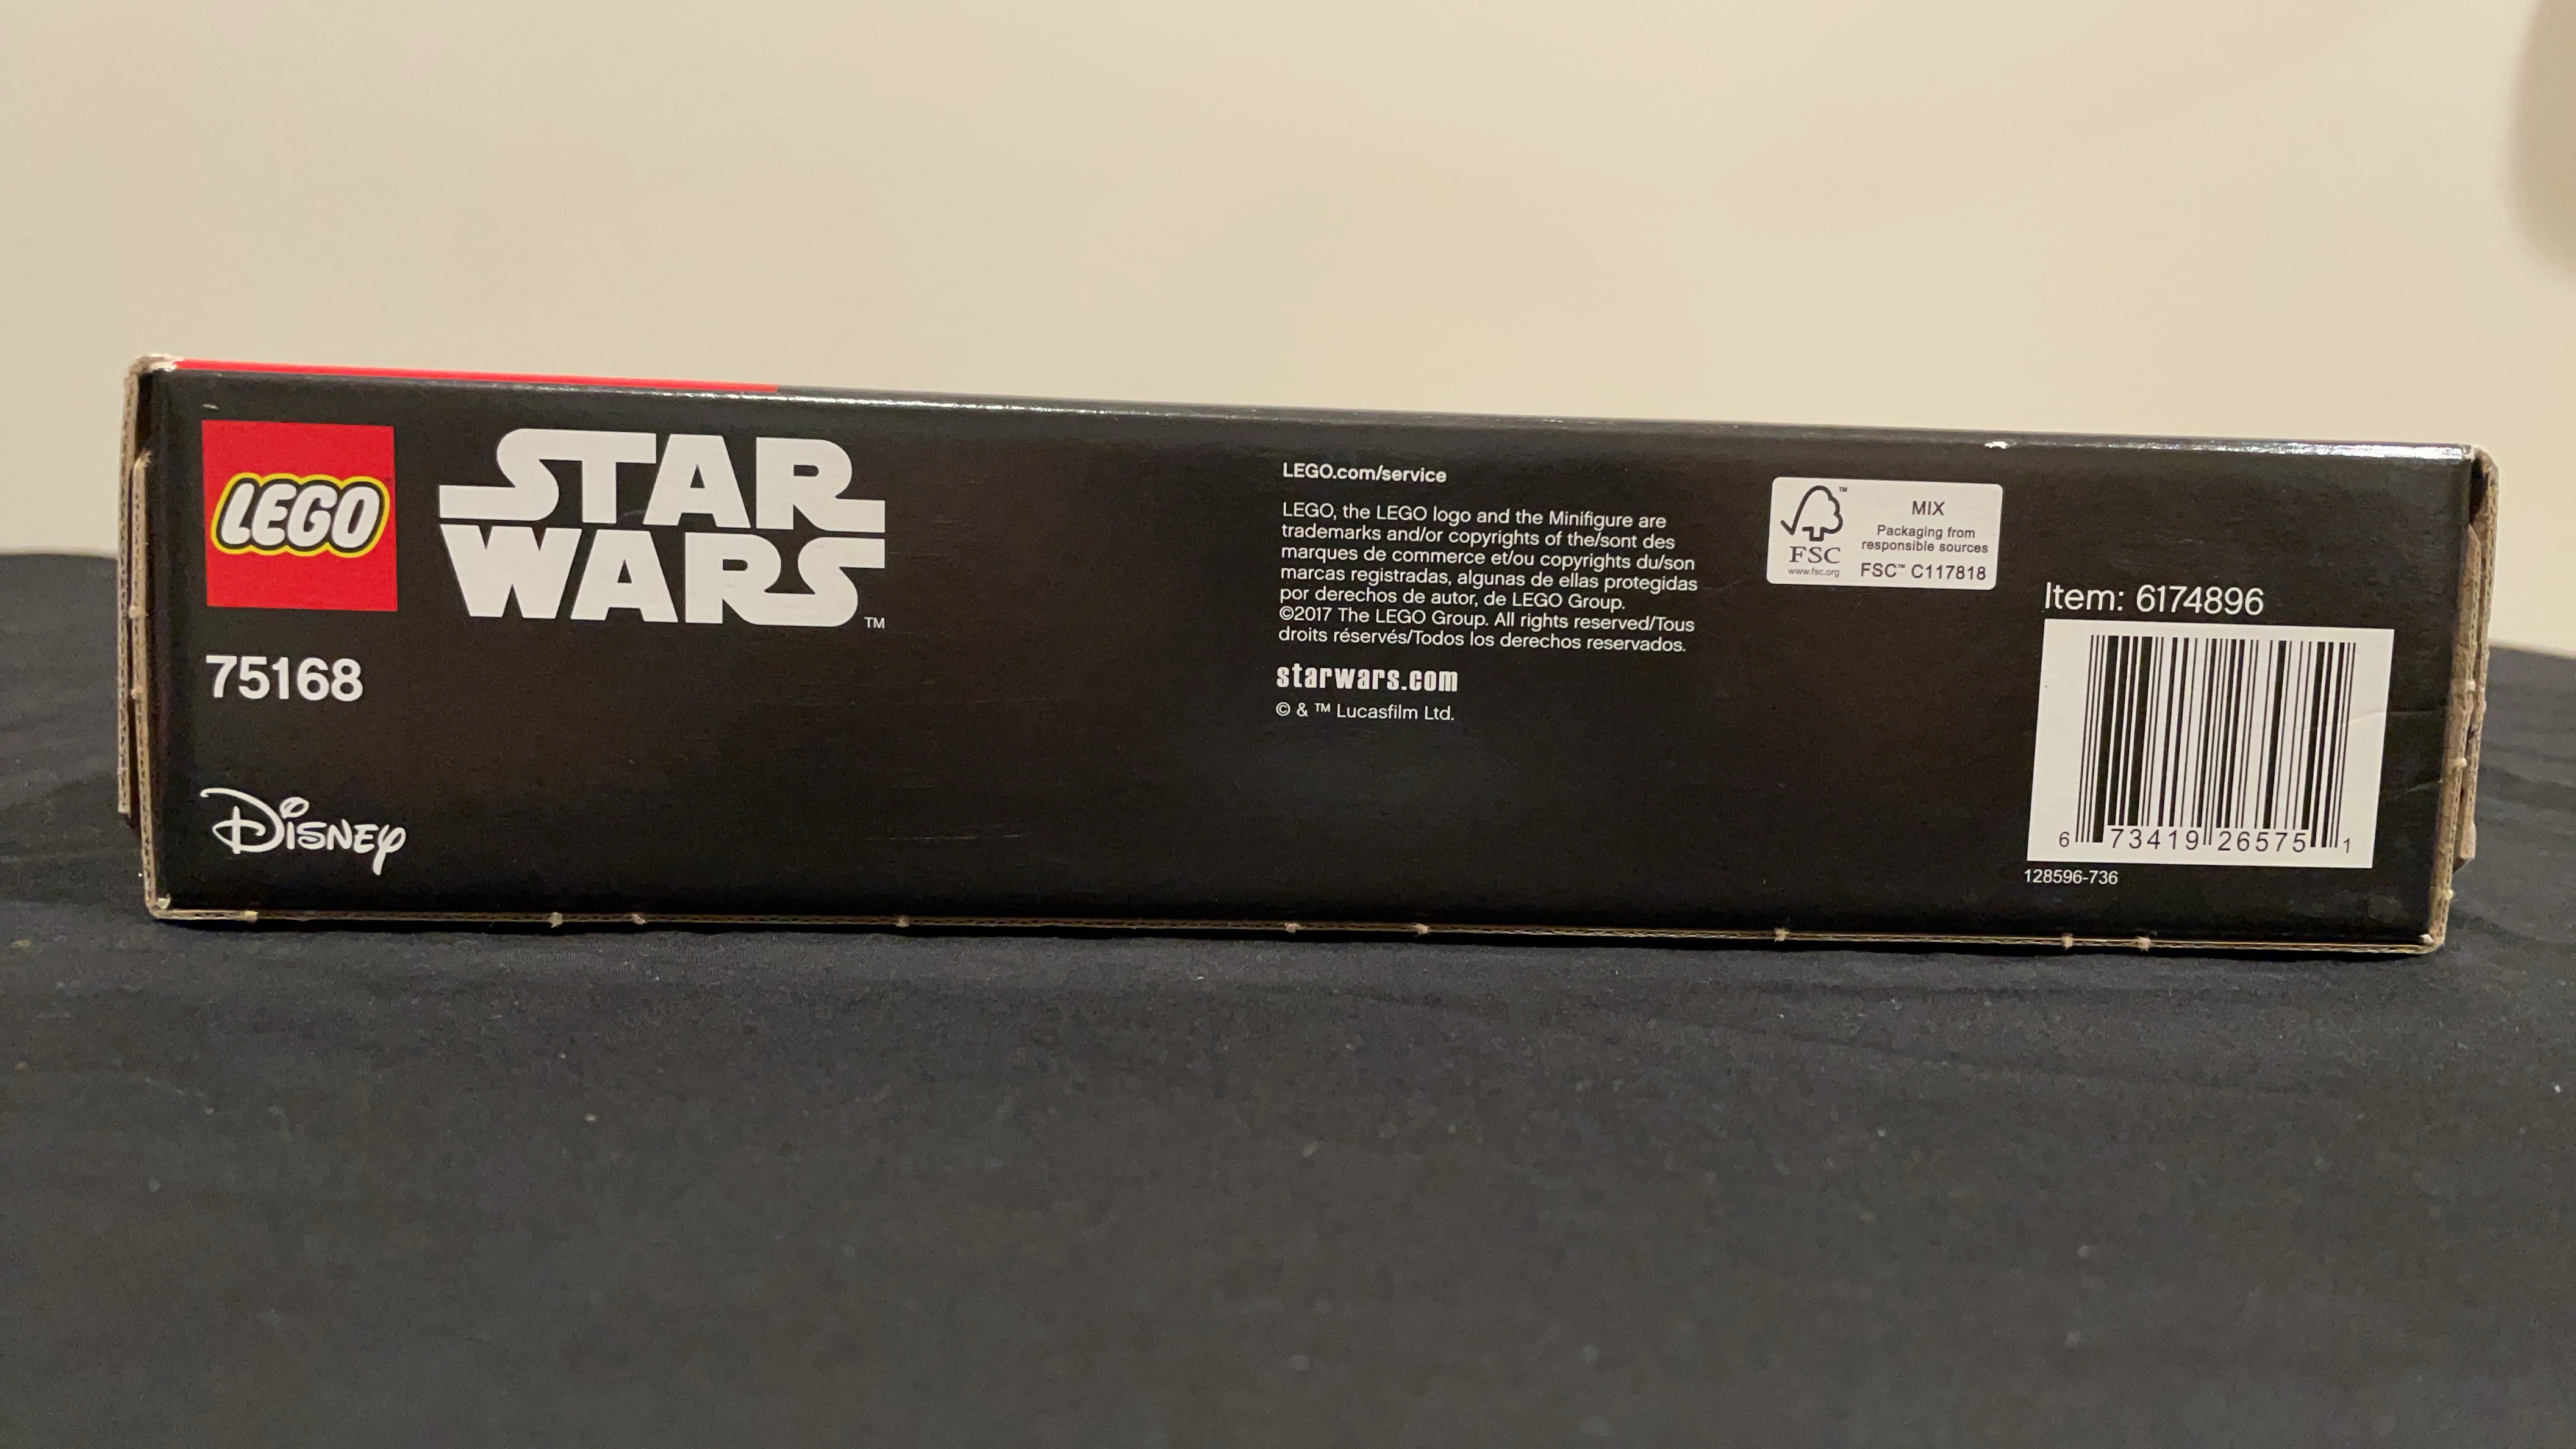 LEGO
STAR
WARS
TM
75168
Disney
LEGO.com/service
LEGO, the LEGO logo and the Minifigure are
trademarks and/or copyrights of the/sont des
marques de commerce et/ou copyrights du/son
marcas registradas, algunas de ellas protegidas
por derechos de autor, de LEGO Group.
©2017 The LEGO Group. All rights reserved/Tous
droits réservés/Todos los derechos reservados.
starwars.com
© & ™ Lucasfilm Ltd.
TM
FSC
www.fsc.org
MIX
Packaging from
responsible sources
FSC™ C117818
Item: 6174896
6 73419 26575 1
128596-736